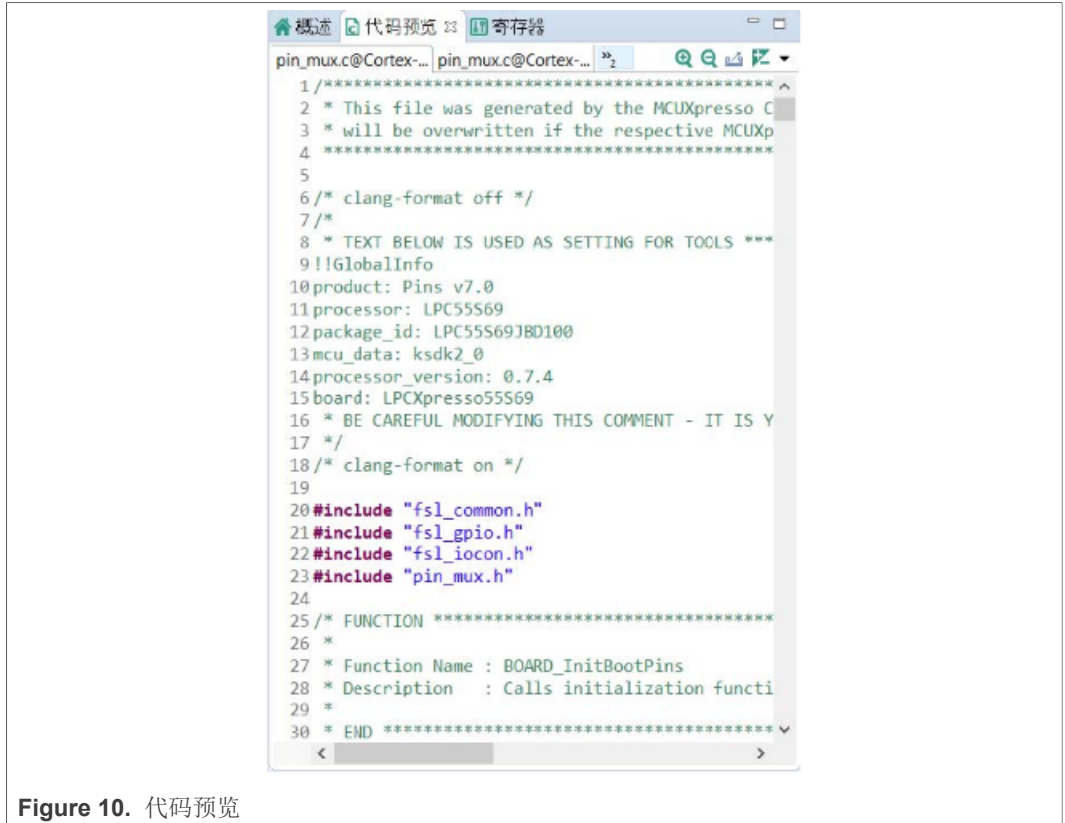 概述 代码预览 寄存器
pin_mux.c@Cortex-... pin_mux.c@Cortex-... »2
1 /*********************************************
2 * This file was generated by the MCUXpresso C
3 * will be overwritten if the respective MCUXp
4 *********************************************
5
6 /* clang-format off */
7 /*
8 * TEXT BELOW IS USED AS SETTING FOR TOOLS ***
9 !!GlobalInfo
10 product: Pins v7.0
11 processor: LPC55S69
12 package_id: LPC55S69JBD100
13 mcu_data: ksdk2_0
14 processor_version: 0.7.4
15 board: LPCXpresso55S69
16 * BE CAREFUL MODIFYING THIS COMMENT - IT IS Y
17 */
18 /* clang-format on */
19
20 #include "fsl_common.h"
21 #include "fsl_gpio.h"
22 #include "fsl_iocon.h"
23 #include "pin_mux.h"
24
25 /* FUNCTION **********************************
26 *
27 * Function Name : BOARD_InitBootPins
28 * Description   : Calls initialization functi
29 *
30 * END ***************************************
Figure 10. 代码预览